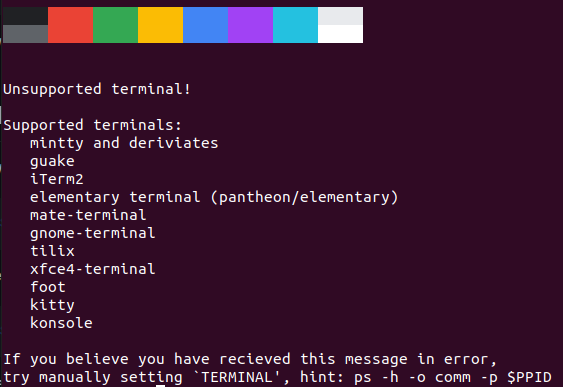 Unsupported terminal!
Supported terminals:
mintty and deriviates
guake
iTerm2
elementary terminal (pantheon/elementary)
mate-terminal
gnome-terminal
tilix
xfce4-terminal
foot
kitty
konsole
If you believe you have recieved this message in error,
try manually setting `TERMINAL', hint: ps -h -o comm -p $PPID